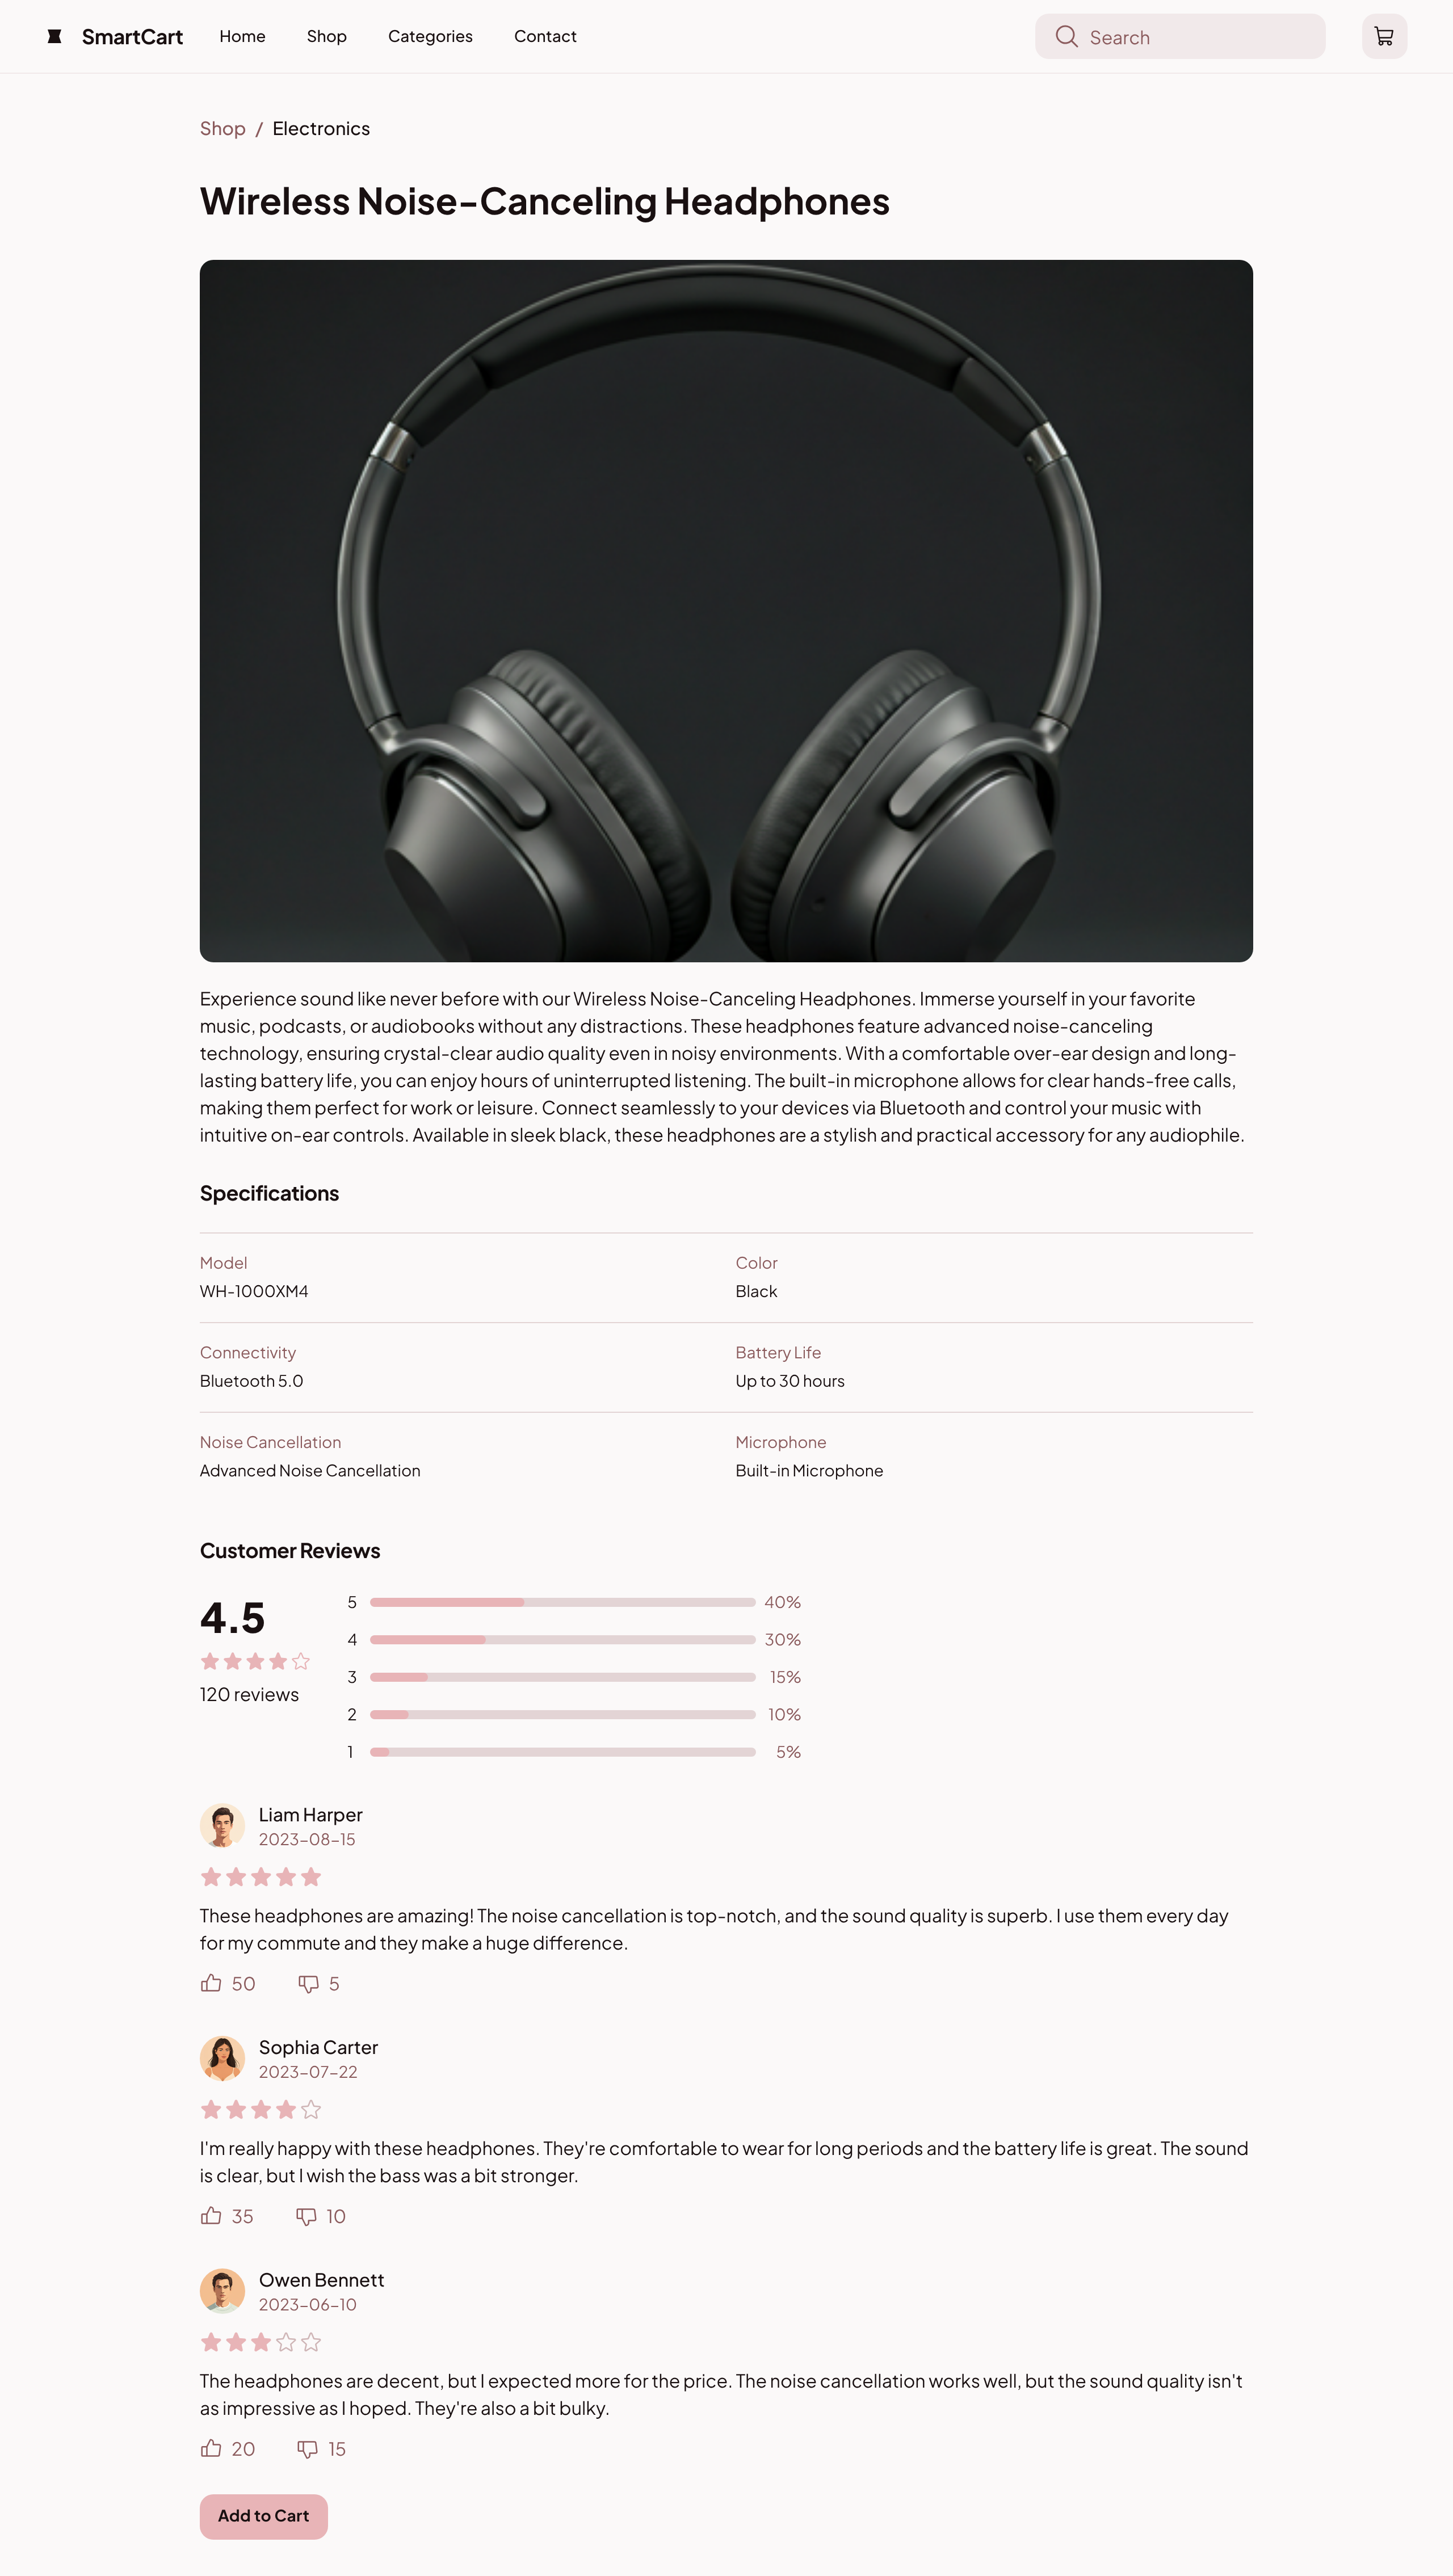 SmartCart
Home
Shop
Categories
Contact
Search
Shop / Electronics
Wireless Noise-Canceling Headphones
Experience sound like never before with our Wireless Noise-Canceling Headphones. Immerse yourself in your favorite
music, podcasts, or audiobooks without any distractions. These headphones feature advanced noise-canceling
technology, ensuring crystal-clear audio quality even in noisy environments. With a comfortable over-ear design and long-
lasting battery life, you can enjoy hours of uninterrupted listening. The built-in microphone allows for clear hands-free calls,
making them perfect for work or leisure. Connect seamlessly to your devices via Bluetooth and control your music with
intuitive on-ear controls. Available in sleek black, these headphones are a stylish and practical accessory for any audiophile.
Specifications
Model
WH-1000XM4
Color
Black
Connectivity
Bluetooth 5.0
Battery Life
Up to 30 hours
Noise Cancellation
Advanced Noise Cancellation
Microphone
Built-in Microphone
Customer Reviews
4.5
120 reviews
5 40%
4 30%
3 15%
2 10%
1 5%
Liam Harper
2023-08-15
These headphones are amazing! The noise cancellation is top-notch, and the sound quality is superb. I use them every day
for my commute and they make a huge difference.
50 5
Sophia Carter
2023-07-22
I'm really happy with these headphones. They're comfortable to wear for long periods and the battery life is great. The sound
is clear, but I wish the bass was a bit stronger.
35 10
Owen Bennett
2023-06-10
The headphones are decent, but I expected more for the price. The noise cancellation works well, but the sound quality isn't
as impressive as I hoped. They're also a bit bulky.
20 15
Add to Cart